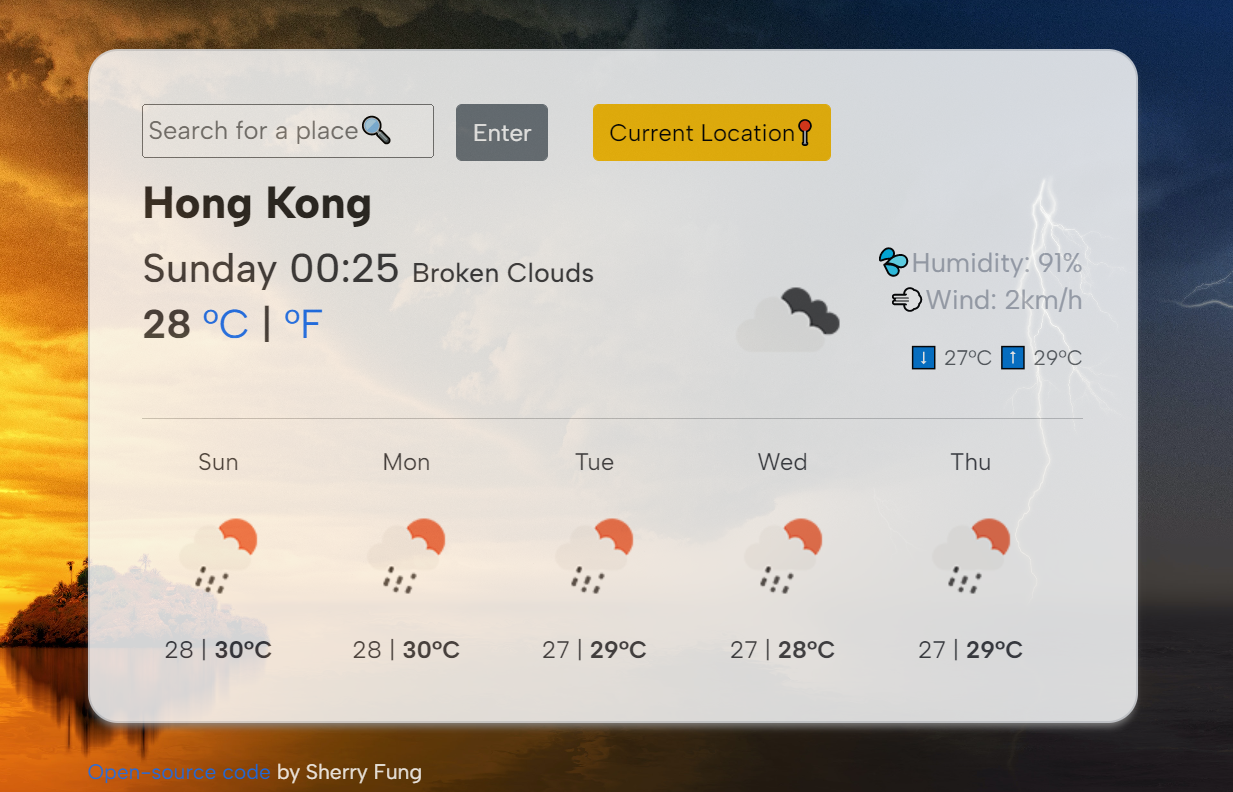 Search for a place🔍 Enter Current Location📍
Hong Kong
Sunday 00:25 Broken Clouds
28 ºC | ºF
💦Humidity: 91%
💨Wind: 2km/h
⬇ 27ºC ⬆ 29ºC
Sun Mon Tue Wed Thu
28 | 30ºC 28 | 30ºC 27 | 29ºC 27 | 28ºC 27 | 29ºC
Open-source code by Sherry Fung